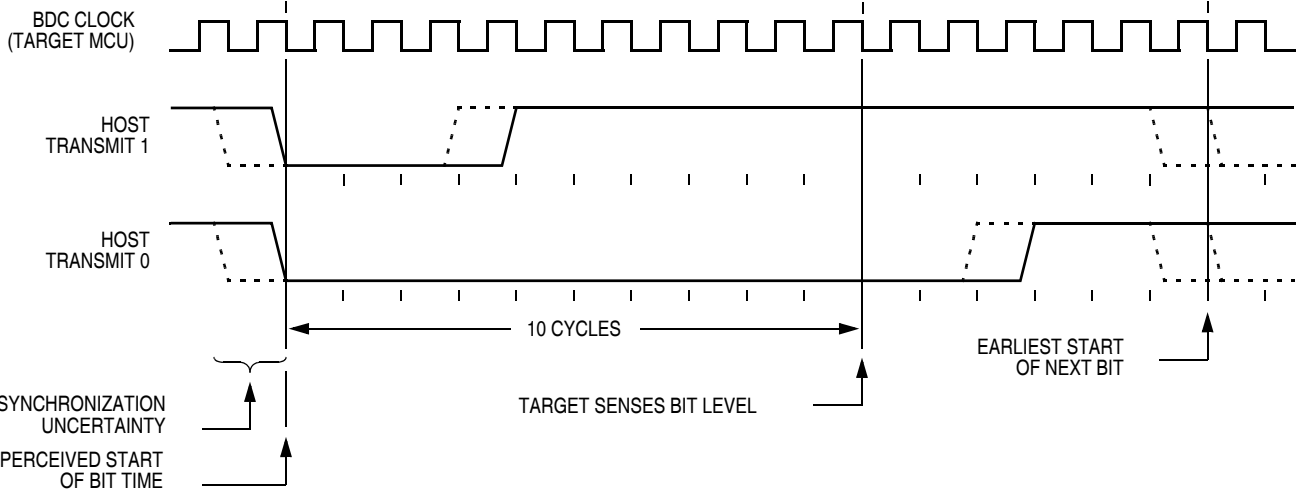 BDC CLOCK
(TARGET MCU)
HOST
TRANSMIT 1
HOST
TRANSMIT 0
10 CYCLES
EARLIEST START
OF NEXT BIT
SYNCHRONIZATION
UNCERTAINTY
TARGET SENSES BIT LEVEL
PERCEIVED START
OF BIT TIME